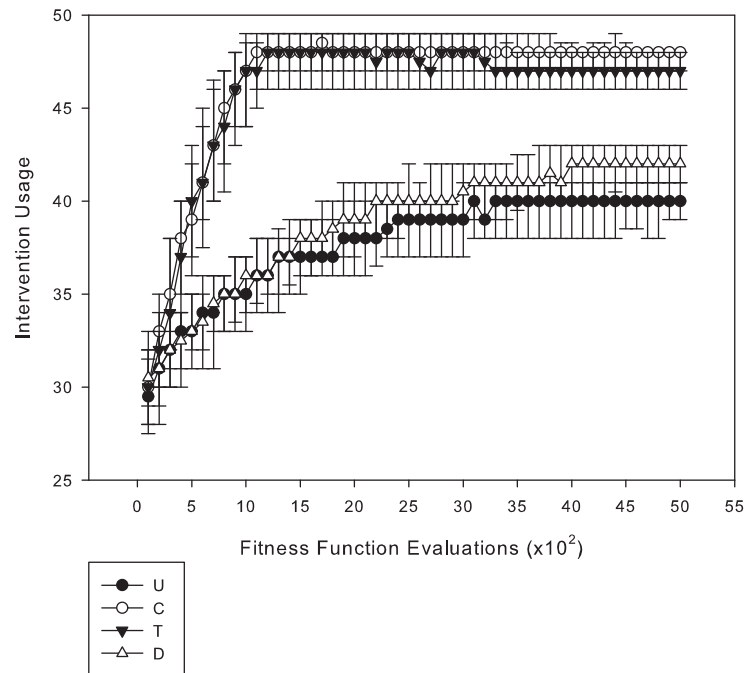 50
45
40
35
30
25
Intervention Usage
0 5 10 15 20 25 30 35 40 45 50 55
Fitness Function Evaluations (x10²)
U
C
T
D